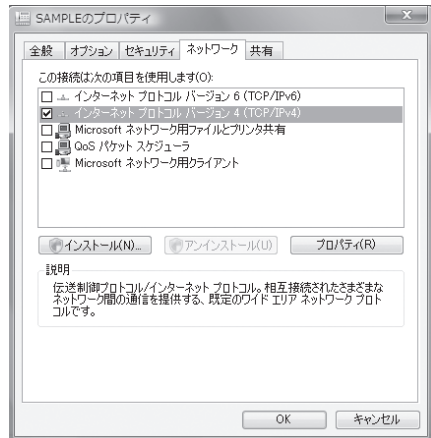 SAMPLEのプロパティ
全般 オプション セキュリティ ネットワーク 共有
この接続は次の項目を使用します(O):
インターネット プロトコル バージョン 6 (TCP/IPv6)
インターネット プロトコル バージョン 4 (TCP/IPv4)
Microsoft ネットワーク用ファイルとプリンタ共有
QoS パケット スケジューラ
Microsoft ネットワーク用クライアント
インストール(N)... アンインストール(U) プロパティ(R)
説明
伝送制御プロトコル/インターネット プロトコル。相互接続されたさまざまな
ネットワーク間の通信を提供する、既定のワイド エリア ネットワーク プロト
コルです。
OK キャンセル